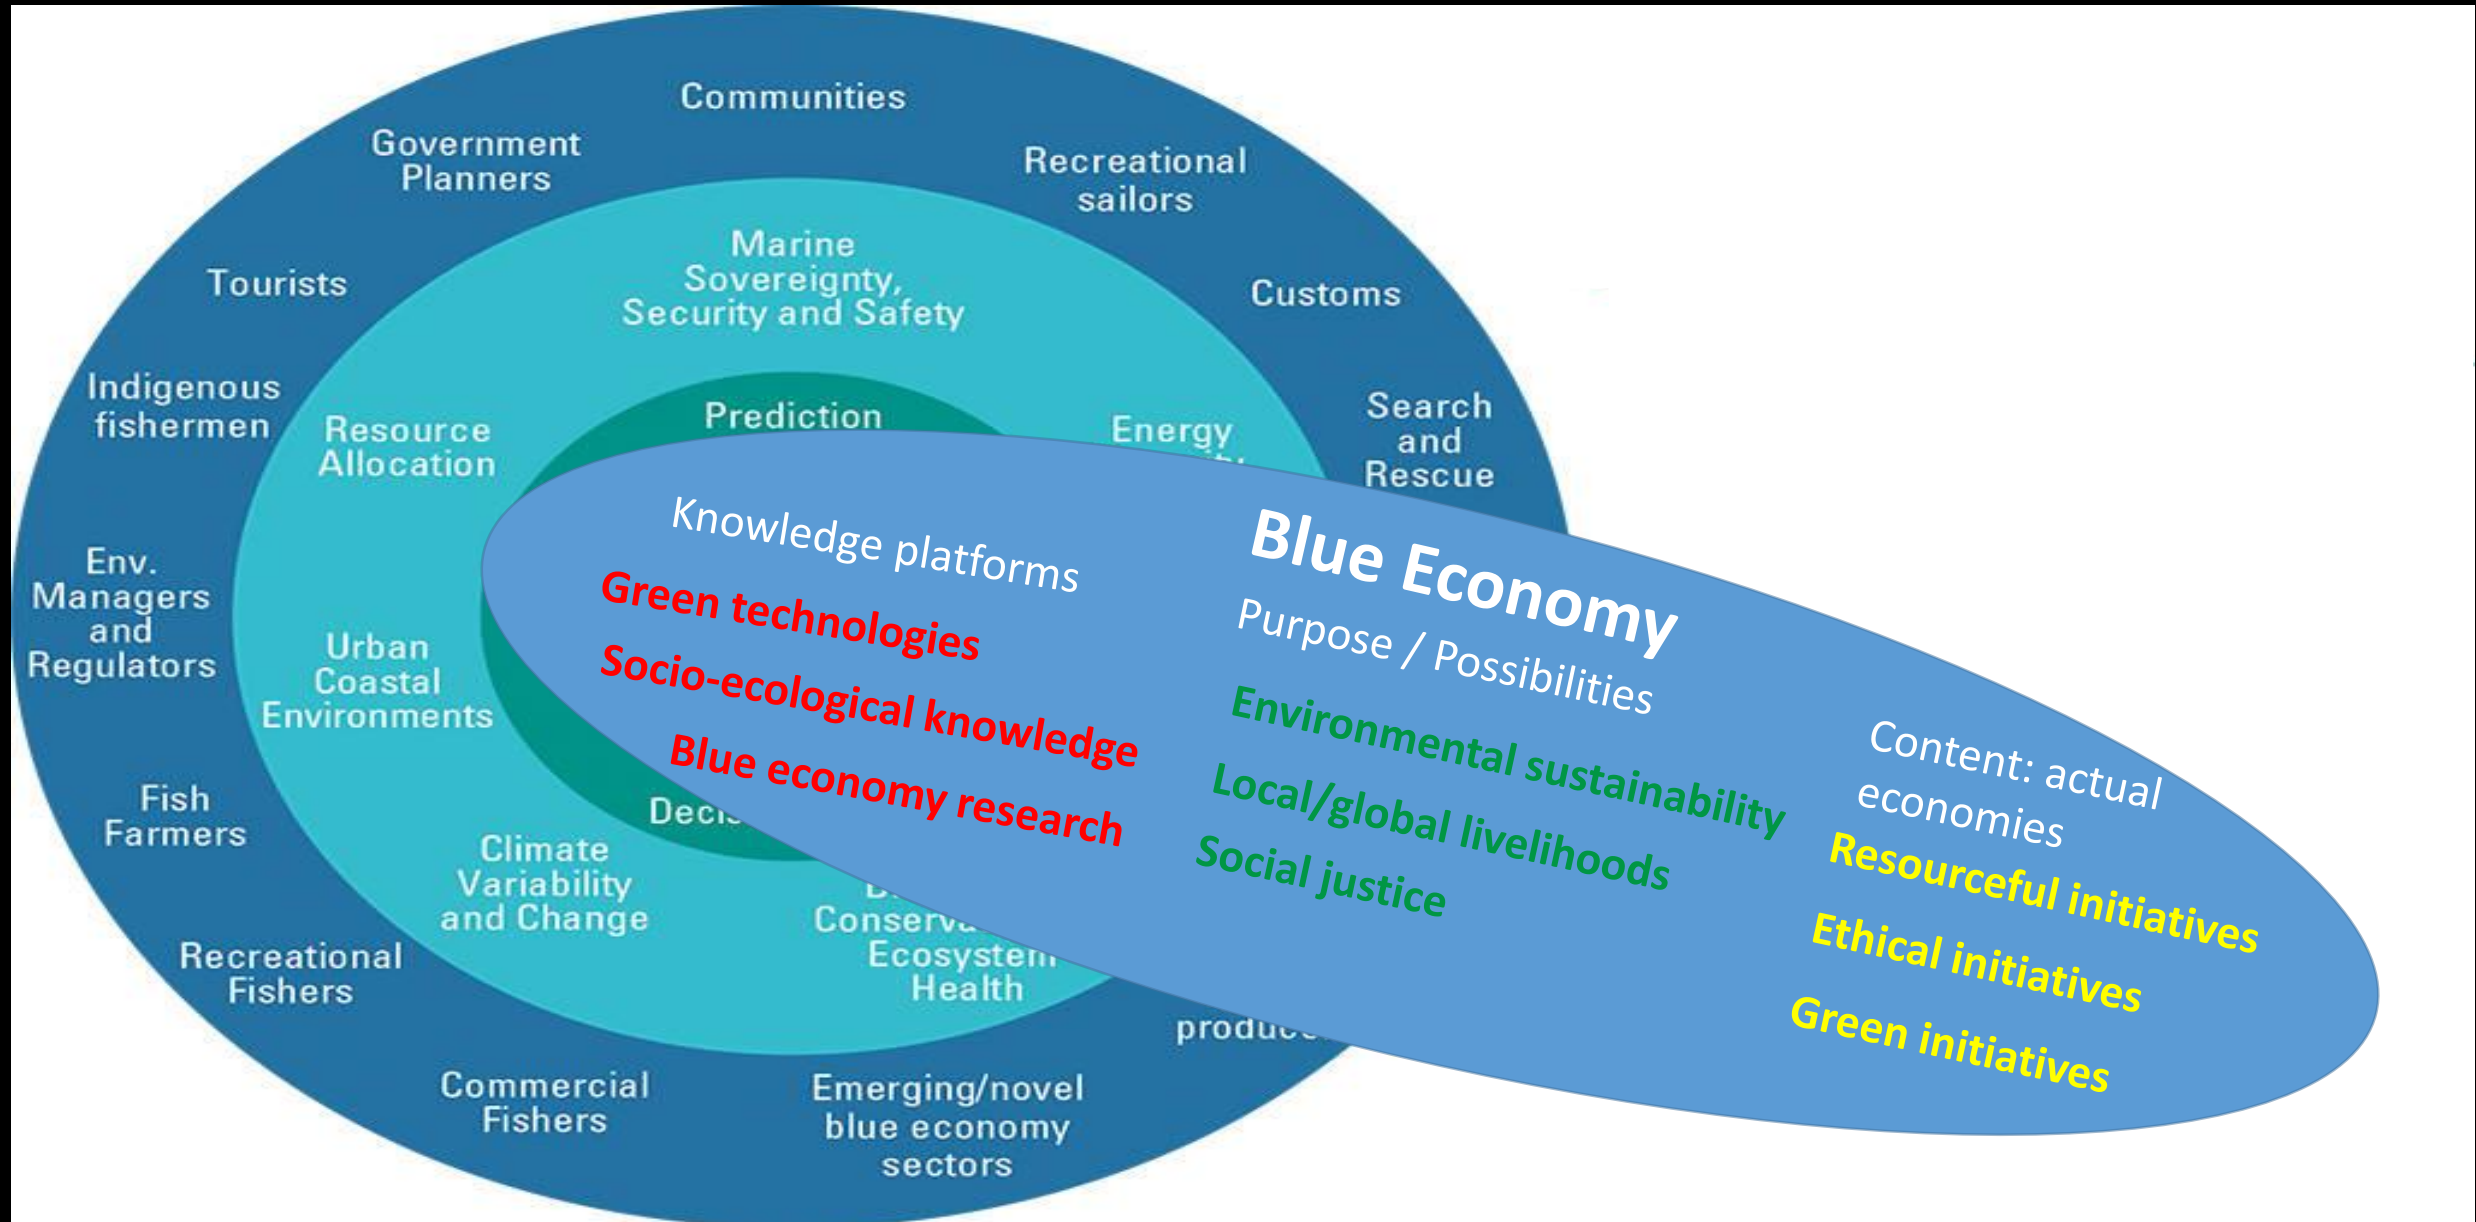 Communities
Government
Planners
Recreational
sailors
Tourists
Customs
Indigenous
fishermen
Search
and
Rescue
Env.
Managers
and
Regulators
Fish
Farmers
Recreational
Fishers
Commercial
Fishers
Emerging/novel
blue economy
sectors
Marine
Sovereignty,
Security and Safety
Resource
Allocation
Energy
Urban
Coastal
Environments
Climate
Variability
and Change
Ecosystem
Health
Prediction
Blue Economy
Knowledge platforms
Green technologies
Socio-ecological knowledge
Blue economy research
Purpose / Possibilities
Environmental sustainability
Local/global livelihoods
Social justice
Content: actual
economies
Resourceful initiatives
Ethical initiatives
Green initiatives